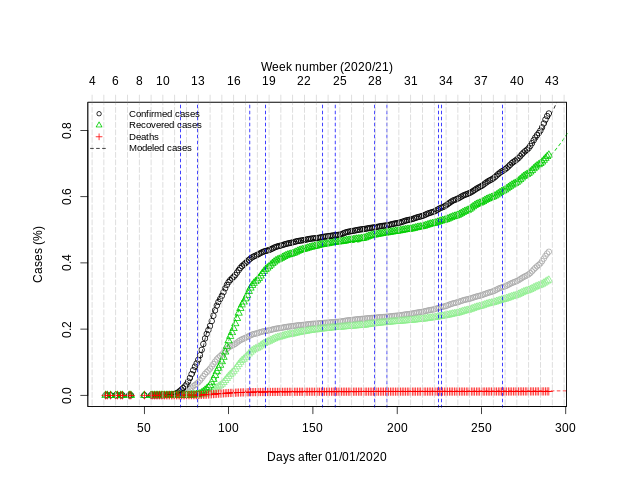 Week number (2020/21)
4 6 8 10 13 16 19 22 25 28 31 34 37 40 43
Confirmed cases
Recovered cases
Deaths
Modeled cases
Cases (%)
0.8
0.6
0.4
0.2
0.0
50 100 150 200 250 300
Days after 01/01/2020